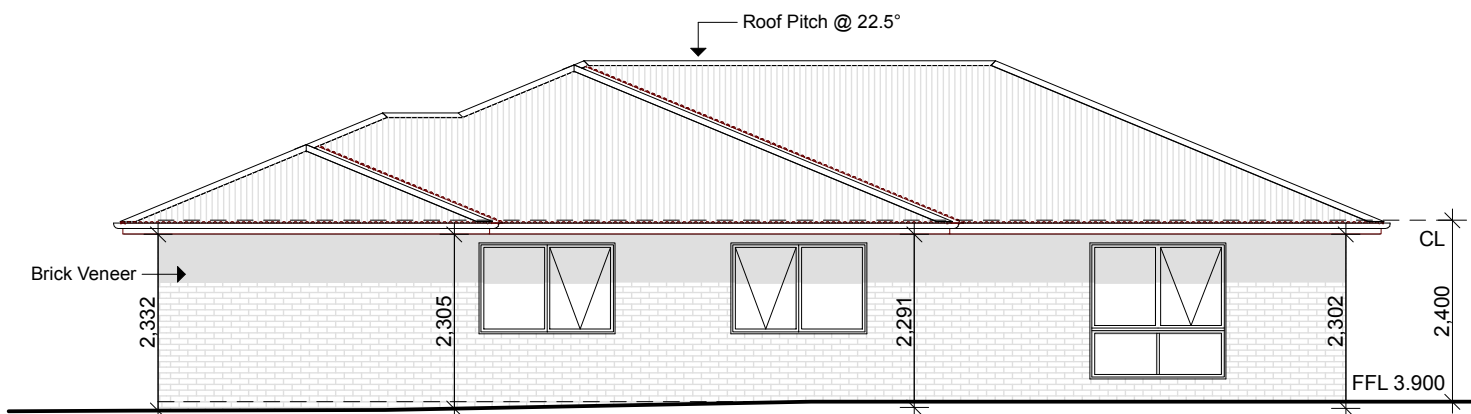 Roof Pitch @ 22.5°
CL
Brick Veneer
2,332
2,305
2,291
2,302
2,400
FFL 3.900